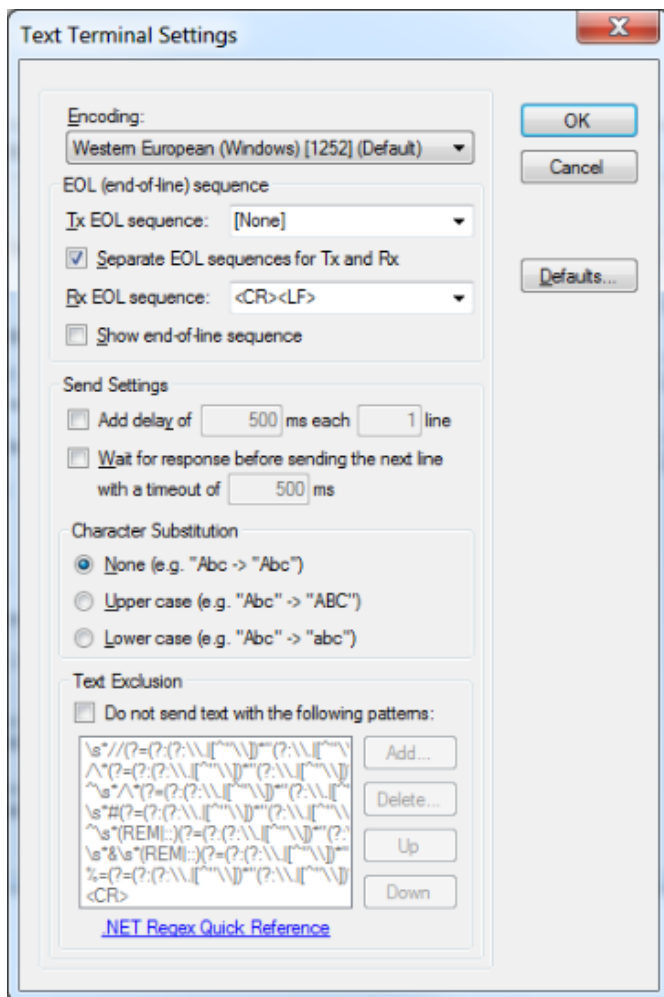 Text Terminal Settings
Encoding:
Western European (Windows) [1252] (Default)
OK
Cancel
EOL (end-of-line) sequence
Tx EOL sequence: [None]
Separate EOL sequences for Tx and Rx
Defaults...
Rx EOL sequence: <CR><LF>
Show end-of-line sequence
Send Settings
Add delay of 500 ms each 1 line
Wait for response before sending the next line
with a timeout of 500 ms
Character Substitution
None (e.g. "Abc -> "Abc")
Upper case (e.g. "Abc" -> "ABC")
Lower case (e.g. "Abc" -> "abc")
Text Exclusion
Do not send text with the following patterns:
\s*//(?=(?:(?:\\.|[^"\\])*"(?:\\.|[^"\\
/\*(?=(?:(?:\\.|[^"\\])*"(?:\\.|[^"\\])
^\s*/\*(?=(?:(?:\\.|[^"\\])*"(?:\\.|[^"
\s*#(?=(?:(?:\\.|[^"\\])*"(?:\\.|[^"\\
^\s*(REM|::)(?=(?:(?:\\.|[^"\\])*"(?:
\s*&\s*(REM|::)(?=(?:(?:\\.|[^"\\])*"
%=(?=(?:(?:\\.|[^"\\])*"(?:\\.|[^"\\])
<CR>
Add...
Delete...
Up
Down
.NET Regex Quick Reference